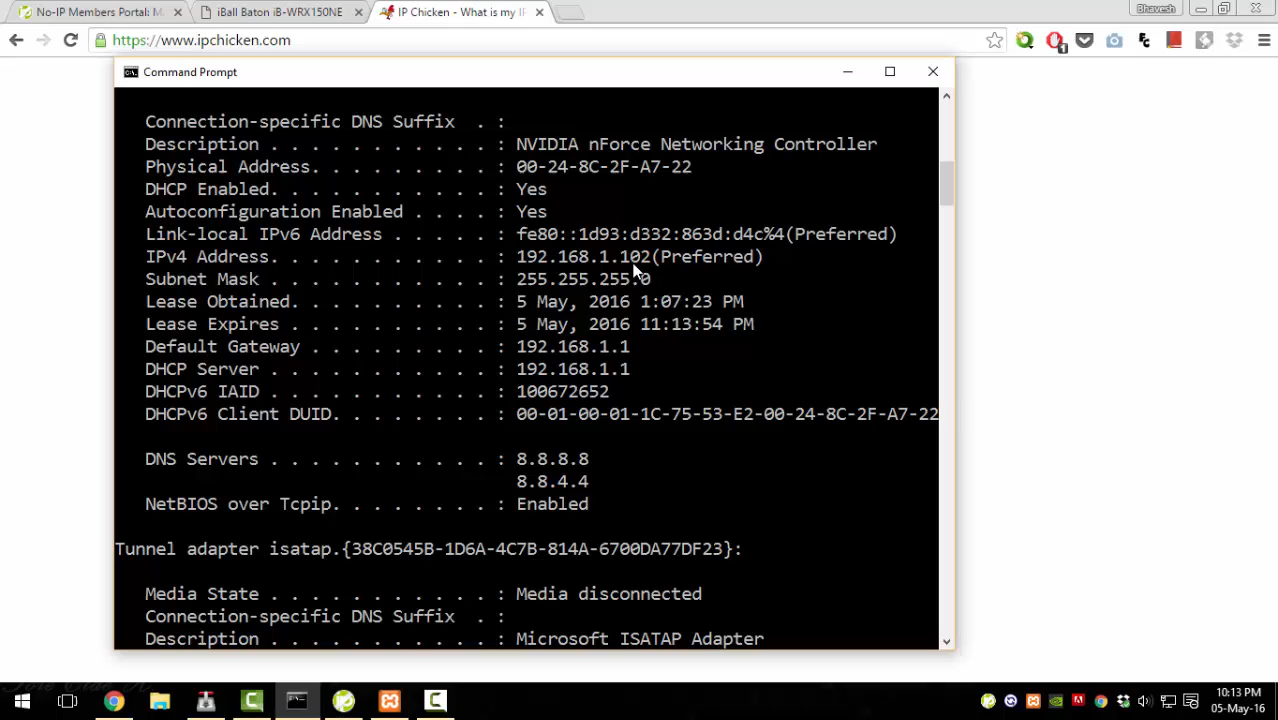 No-IP Members Portal: M
iBall Baton iB-WRX150NE
IP Chicken - What is my IP
Bhavesh
https://www.ipchicken.com
1
Command Prompt
Connection-specific DNS Suffix . :
Description . . . . . . . . . . . : NVIDIA nForce Networking Controller
Physical Address. . . . . . . . . : 00-24-8C-2F-A7-22
DHCP Enabled. . . . . . . . . . . : Yes
Autoconfiguration Enabled . . . . : Yes
Link-local IPv6 Address . . . . . : fe80::1d93:d332:863d:d4c%4(Preferred)
IPv4 Address. . . . . . . . . . . : 192.168.1.102(Preferred)
Subnet Mask . . . . . . . . . . . : 255.255.255.0
Lease Obtained. . . . . . . . . . : 5 May, 2016 1:07:23 PM
Lease Expires . . . . . . . . . . : 5 May, 2016 11:13:54 PM
Default Gateway . . . . . . . . . : 192.168.1.1
DHCP Server . . . . . . . . . . . : 192.168.1.1
DHCPv6 IAID . . . . . . . . . . . : 100672652
DHCPv6 Client DUID. . . . . . . . : 00-01-00-01-1C-75-53-E2-00-24-8C-2F-A7-22
DNS Servers . . . . . . . . . . . : 8.8.8.8
8.8.4.4
NetBIOS over Tcpip. . . . . . . . : Enabled
Tunnel adapter isatap.{38C0545B-1D6A-4C7B-814A-6700DA77DF23}:
Media State . . . . . . . . . . . : Media disconnected
Connection-specific DNS Suffix . :
Description . . . . . . . . . . . : Microsoft ISATAP Adapter
10:13 PM
05-May-16